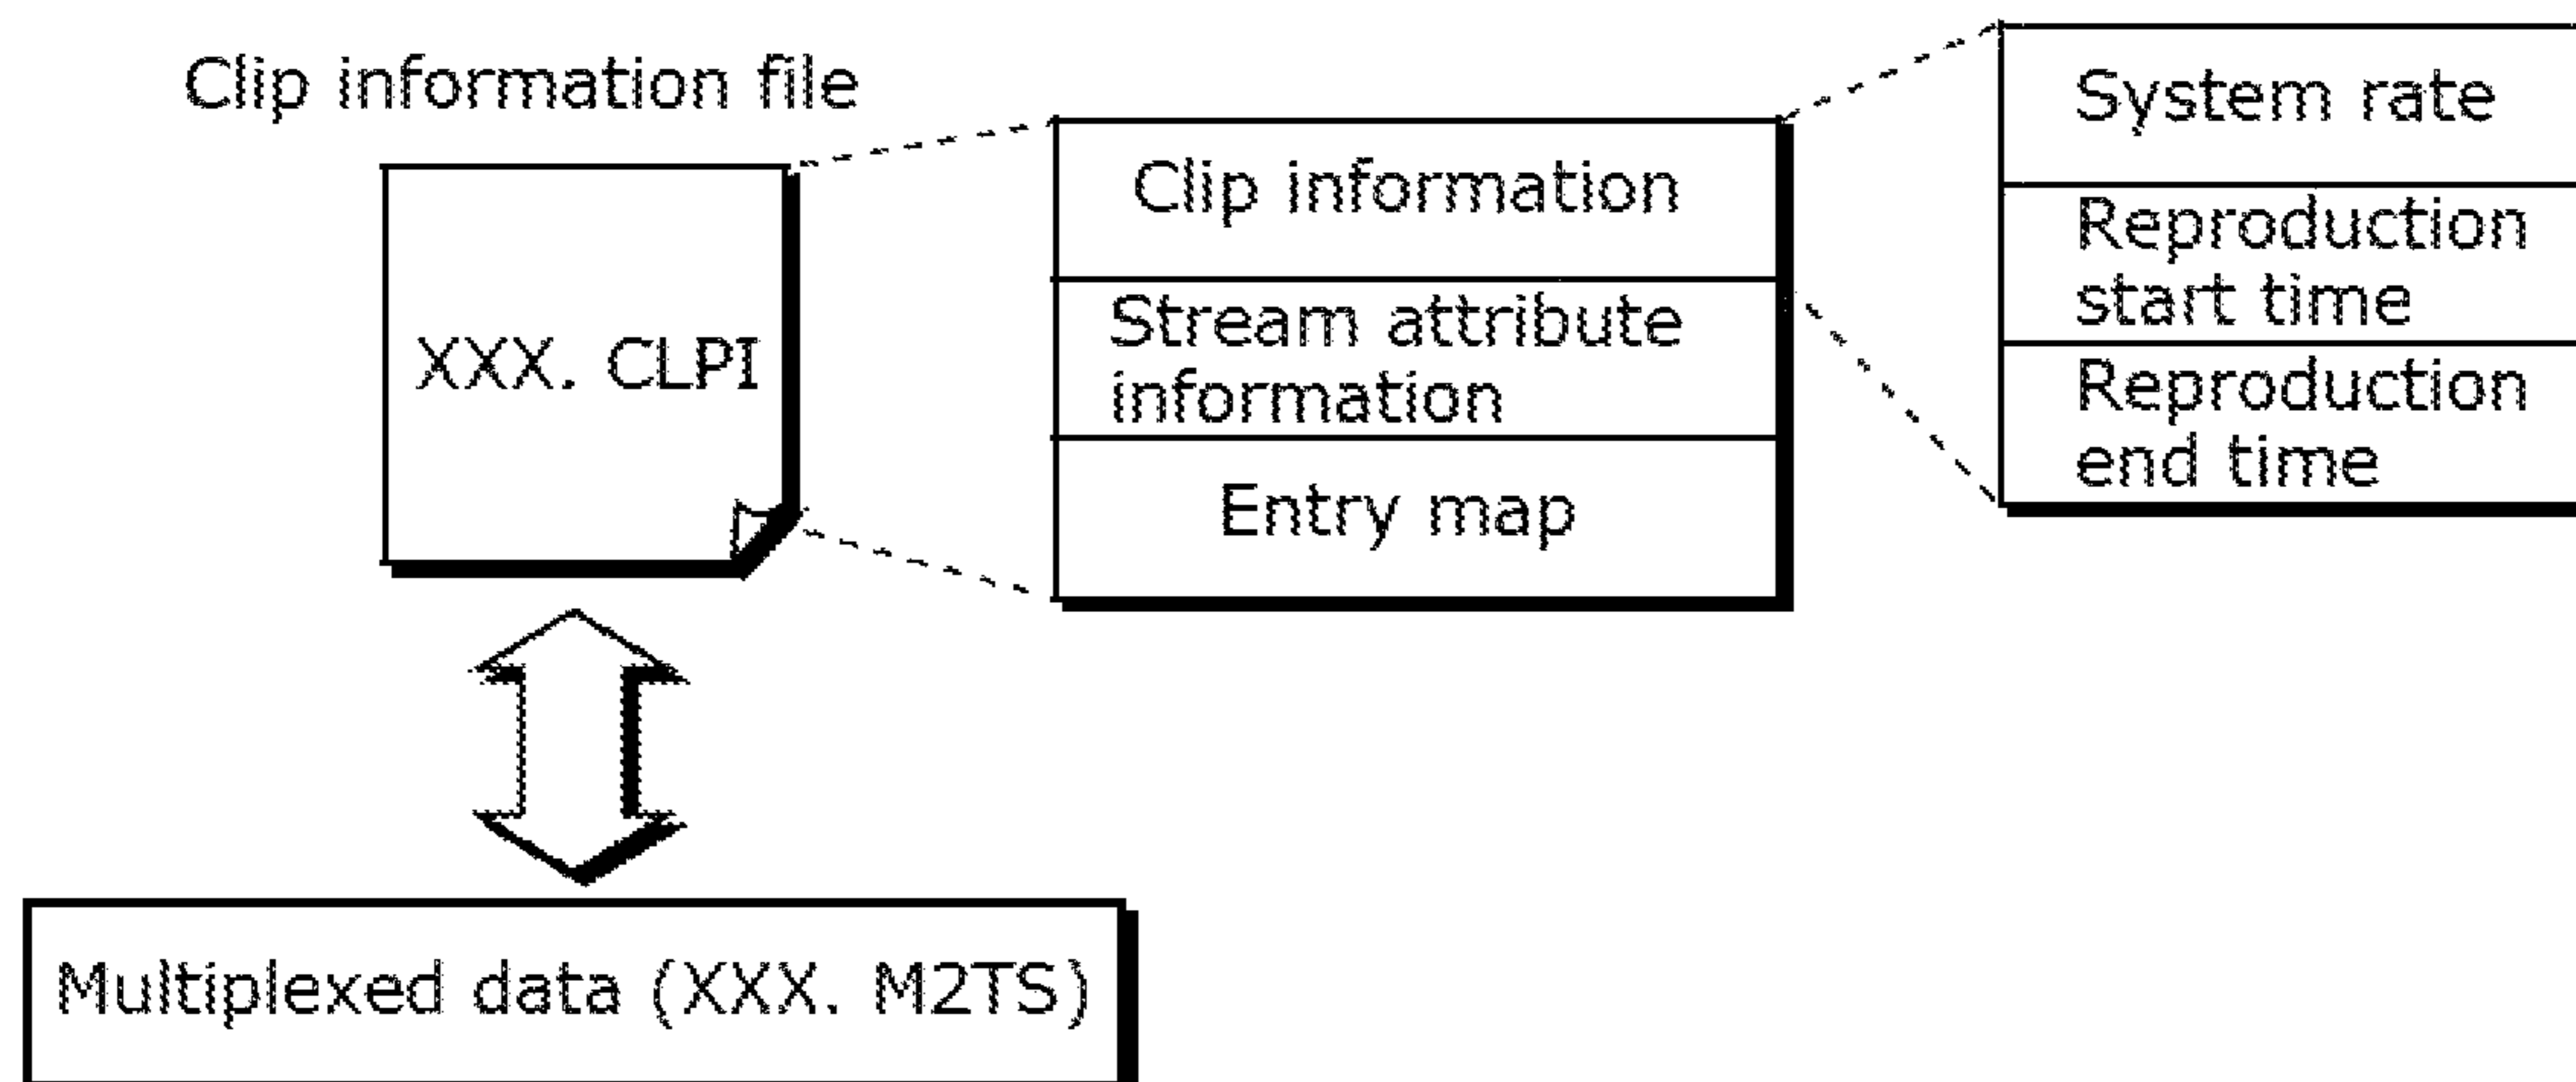 Clip information file
XXX. CLPI
Clip information
Stream attribute
information
Entry map
System rate
Reproduction
start time
Reproduction
end time
Multiplexed data (XXX. M2TS)